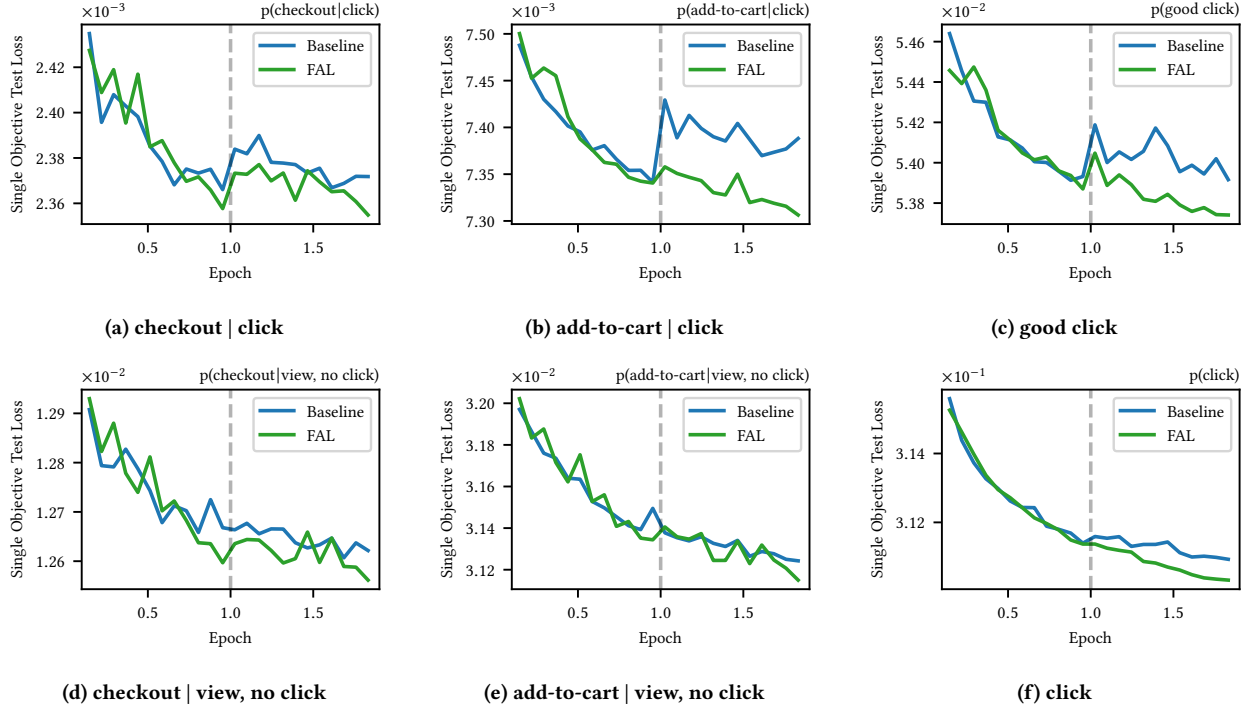 ×10⁻³ p(checkout|click)
Single Objective Test Loss
2.42
2.40
2.38
2.36
Baseline
FAL
0.5 1.0 1.5
Epoch
(a) checkout | click
×10⁻³ p(add-to-cart|click)
Single Objective Test Loss
7.50
7.45
7.40
7.35
7.30
Baseline
FAL
0.5 1.0 1.5
Epoch
(b) add-to-cart | click
×10⁻² p(good click)
Single Objective Test Loss
5.46
5.44
5.42
5.40
5.38
Baseline
FAL
0.5 1.0 1.5
Epoch
(c) good click
×10⁻² p(checkout|view, no click)
Single Objective Test Loss
1.29
1.28
1.27
1.26
Baseline
FAL
0.5 1.0 1.5
Epoch
(d) checkout | view, no click
×10⁻² p(add-to-cart|view, no click)
Single Objective Test Loss
3.20
3.18
3.16
3.14
3.12
Baseline
FAL
0.5 1.0 1.5
Epoch
(e) add-to-cart | view, no click
×10⁻¹ p(click)
Single Objective Test Loss
3.14
3.12
Baseline
FAL
0.5 1.0 1.5
Epoch
(f) click